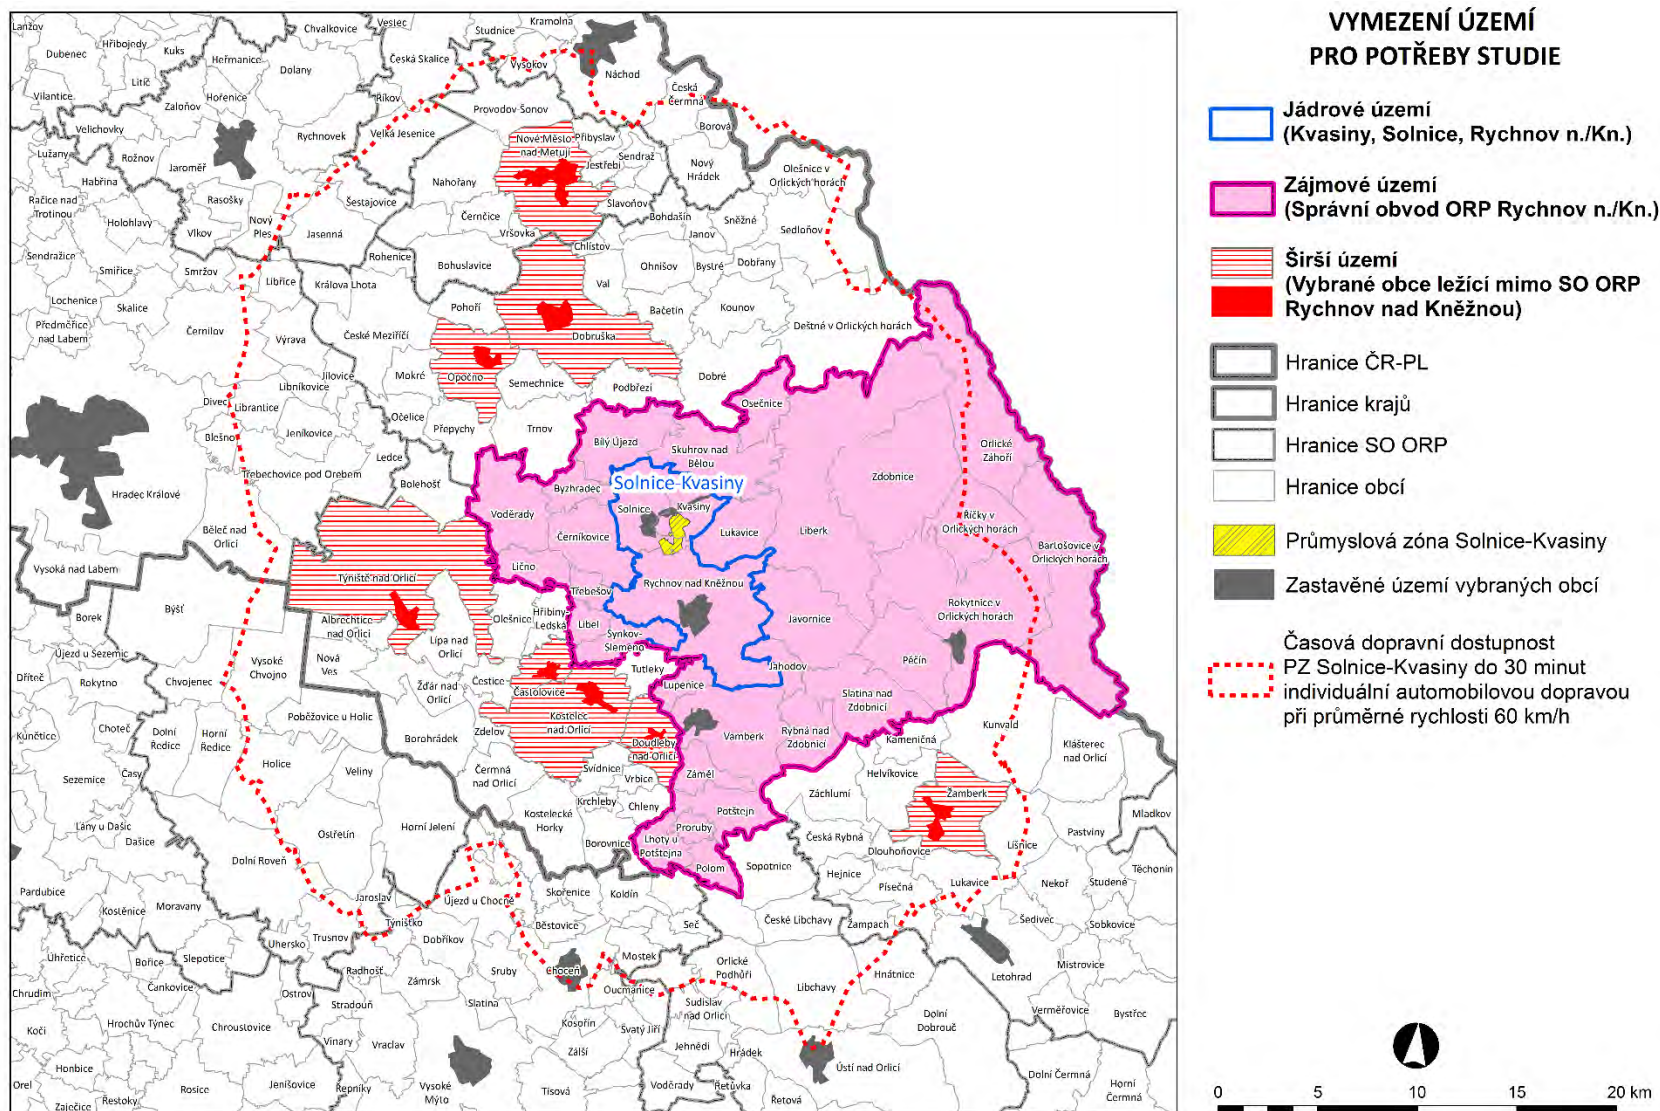 Lanžov
Dubenec
Hřibojedy
Kuks
Chvalkovice
Veslec
Studnice
Kramolna
Heřmanice
Dolany
Česká Skalice
Vysokov
Náchod
Litíč
Vilantice
Zaloňov
Hořenice
Říkov
Česká
Čermná
Provodov-Šonov
Velichovky
Rychnovek
Velká Jesenice
Borová
Nové Město
nad Metují
Přibyslav
Lužany
Rožnov
Jaroměř
Sendraž
Jestřebí
Nový
Hrádek
Olešnice v
Orlických horách
Habřina
Nahořany
Račice nad
Trotinou
Rasošky
Šestajovice
Slavoňov
Holohlavy
Nový
Ples
Vlkov
Jasenná
Černčice
Vršovka
Bohdašín
Sněžné
Janov
Sedloňov
Sendražice
Rohenice
Chlístov
Bohuslavice
Ohnišov
Bystré
Dobřany
Smiřice
Smržov
Libřice
Králova Lhota
Val
Lochenice
Skalice
Pohoří
Bačetín
Kounov
Předměřice
nad Labem
Černilov
Výrava
České Meziříčí
Dobruška
Deštné v Orlických horách
Jílovice
Mokré
Opočno
Semechnice
Podbřezí
Dobré
Libníkovice
Divec
Librantice
Očelice
Osečnice
Blešno
Jeníkovice
Přepychy
Trnov
Bílý Újezd
Skuhrov nad
Bělou
Orlické
Záhoří
Ledce
Třebechovice pod Orebem
Bolehošť
Zdobnice
Solnice-Kvasiny
Hradec Králové
Byzhradec
Voděrady
Solnice
Kvasiny
Běleč nad
Orlicí
Černíkovice
Lukavice
Liberk
Říčky v
Orlických horách
Bartošovice v
Orlických horách
Vysoká nad Labem
Lično
Týniště nad Orlicí
Rychnov nad Kněžnou
Třebešov
Býšť
Borek
Albrechtice
nad Orlicí
Olešnice
Hřibiny-
Ledská
Libel
Javornice
Rokytnice v
Orlických horách
Lípa nad
Orlicí
Synkov-
Slemeno
Újezd u Sezemic
Vysoké
Chvojno
Nová
Ves
Tutleky
Jahodov
Pěčín
Dříteč
Rokytno
Chvojenec
Žďár nad
Orlicí
Čestice
Častolovice
Lupenice
Slatina nad
Zdobnicí
Poběžovice u Holic
Kostelec
nad Orlicí
Kunětice
Choteč
Dolní
Ředice
Horní
Ředice
Borohrádek
Zdelov
Doudleby
nad Orlicí
Vamberk
Rybná nad
Zdobnicí
Kunvald
Kameničná
Klášterec
nad Orlicí
Sezemice
Časy
Holice
Veliny
Čermná
nad Orlicí
Svídnice
Vrbice
Záměl
Helvíkovice
Krchleby
Chleny
Záchlumí
Žamberk
Kostelecké
Horky
Potštejn
Mladkov
Lány u Dašic
Dašice
Ostřetín
Horní Jelení
Proruby
Lhoty u
Potštejna
Česká Rybná
Pastviny
Borovnice
Dlouhoňovice
Líšnice
Dolní Roveň
Polom
Sopotnice
Hejnice
Písečná
Lukavice
Nekoř
Studené
Těchonín
Pardubice
Kostěnice
Moravany
Jaroslav
Týništko
Újezd u Chocně
Skořenice
Koldín
České Libchavy
Žampach
Šedivec
Sobkovice
Uhersko
Trusnov
Dobříkov
Běstovice
Seč
Úhřetice
Bořice
Slepotice
Radhošť
Zámrsk
Sruby
Choceň
Mostek
Orlické
Podhůří
Hnátnice
Letohrad
Mistrovice
Chrudim
Čankovice
Ostrov
Stradouň
Slatina
Oucmanice
Libchavy
Sudislav
nad Orlicí
Verměřovice
Bystřec
Koči
Hrochův Týnec
Chroustovice
Kosořín
Svatý Jiří
Dolní
Dobrouč
Vinary
Vraclav
Zálší
Jehnědí
Hrádek
Ústí nad Orlicí
Honbice
Orel
Rosice
Jenišovice
Řepníky
Vysoké
Mýto
Tisová
Voděrady
Řetůvka
Řetová
Dolní Čermná
Horní
Čermná
Zaječice
Řestoky
VYMEZENÍ ÚZEMÍ
PRO POTŘEBY STUDIE
Jádrové území
(Kvasiny, Solnice, Rychnov n./Kn.)
Zájmové území
(Správní obvod ORP Rychnov n./Kn.)
Širší území
(Vybrané obce ležící mimo SO ORP
Rychnov nad Kněžnou)
Hranice ČR-PL
Hranice krajů
Hranice SO ORP
Hranice obcí
Průmyslová zóna Solnice-Kvasiny
Zastavěné území vybraných obcí
Časová dopravní dostupnost
PZ Solnice-Kvasiny do 30 minut
individuální automobilovou dopravou
při průměrné rychlosti 60 km/h
0 5 10 15 20 km